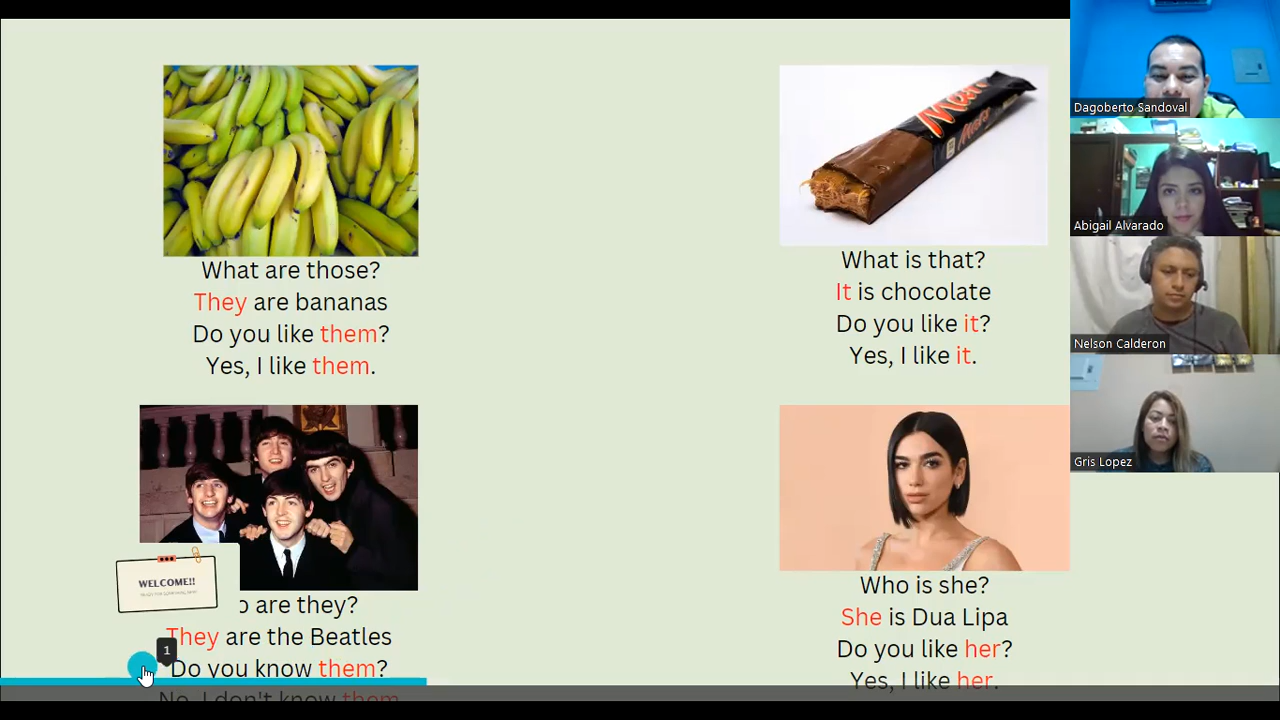 What are those?
They are bananas
Do you like them?
Yes, I like them.
Mars
Mars
What is that?
It is chocolate
Do you like it?
Yes, I like it.
WELCOME!!
o are they?
They are the Beatles
Do you know them?
No, I don't know them
1
Who is she?
She is Dua Lipa
Do you like her?
Yes, I like her.
Dagoberto Sandoval
Abigail Alvarado
Nelson Calderon
Gris Lopez